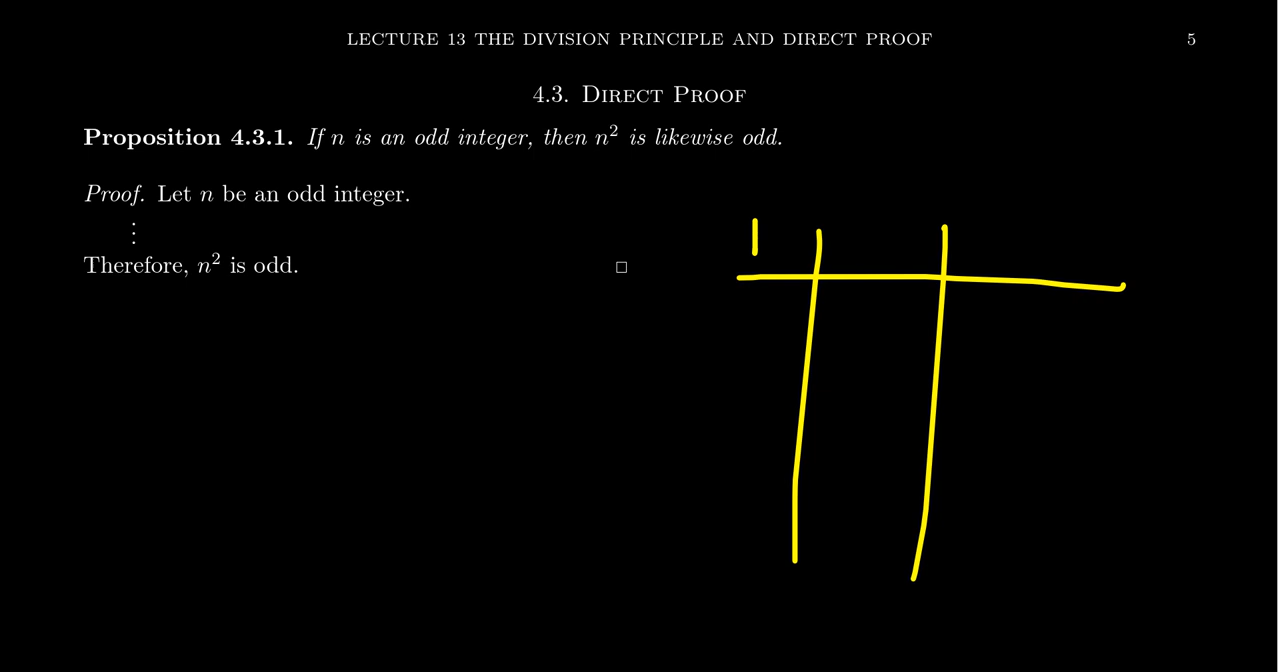 LECTURE 13 THE DIVISION PRINCIPLE AND DIRECT PROOF 5
4.3. DIRECT PROOF
Proposition 4.3.1. If n is an odd integer, then n² is likewise odd.
Proof. Let n be an odd integer.
⋮
Therefore, n² is odd. □